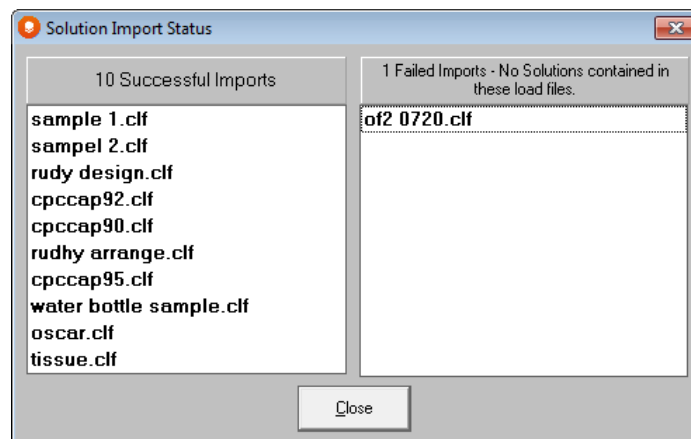 Solution Import Status
10 Successful Imports
1 Failed Imports - No Solutions contained in
these load files.
sample 1.clf
sampel 2.clf
rudy design.clf
cpccap92.clf
cpccap90.clf
rudhy arrange.clf
cpccap95.clf
water bottle sample.clf
oscar.clf
tissue.clf
of2 0720.clf
Close